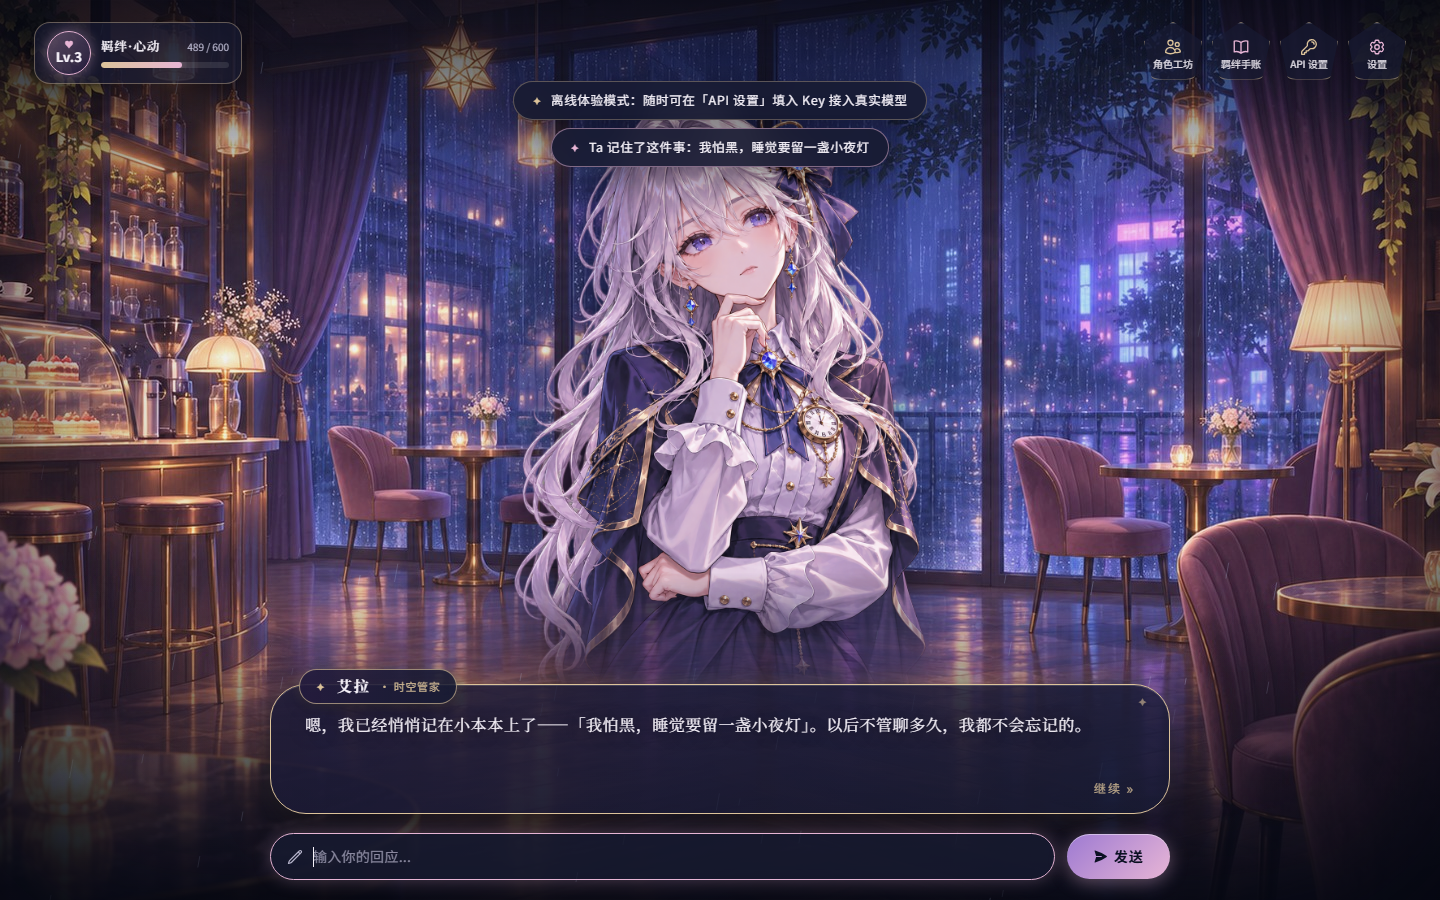 Lv.3
羁绊·心动
489 / 600
角色工坊
羁绊手账
API 设置
设置
离线体验模式：随时可在「API 设置」填入 Key 接入真实模型
Ta 记住了这件事：我怕黑，睡觉要留一盏小夜灯
艾拉 · 时空管家
嗯，我已经悄悄记在小本本上了——「我怕黑，睡觉要留一盏小夜灯」。以后不管聊多久，我都不会忘记的。
继续 »
输入你的回应...
发送